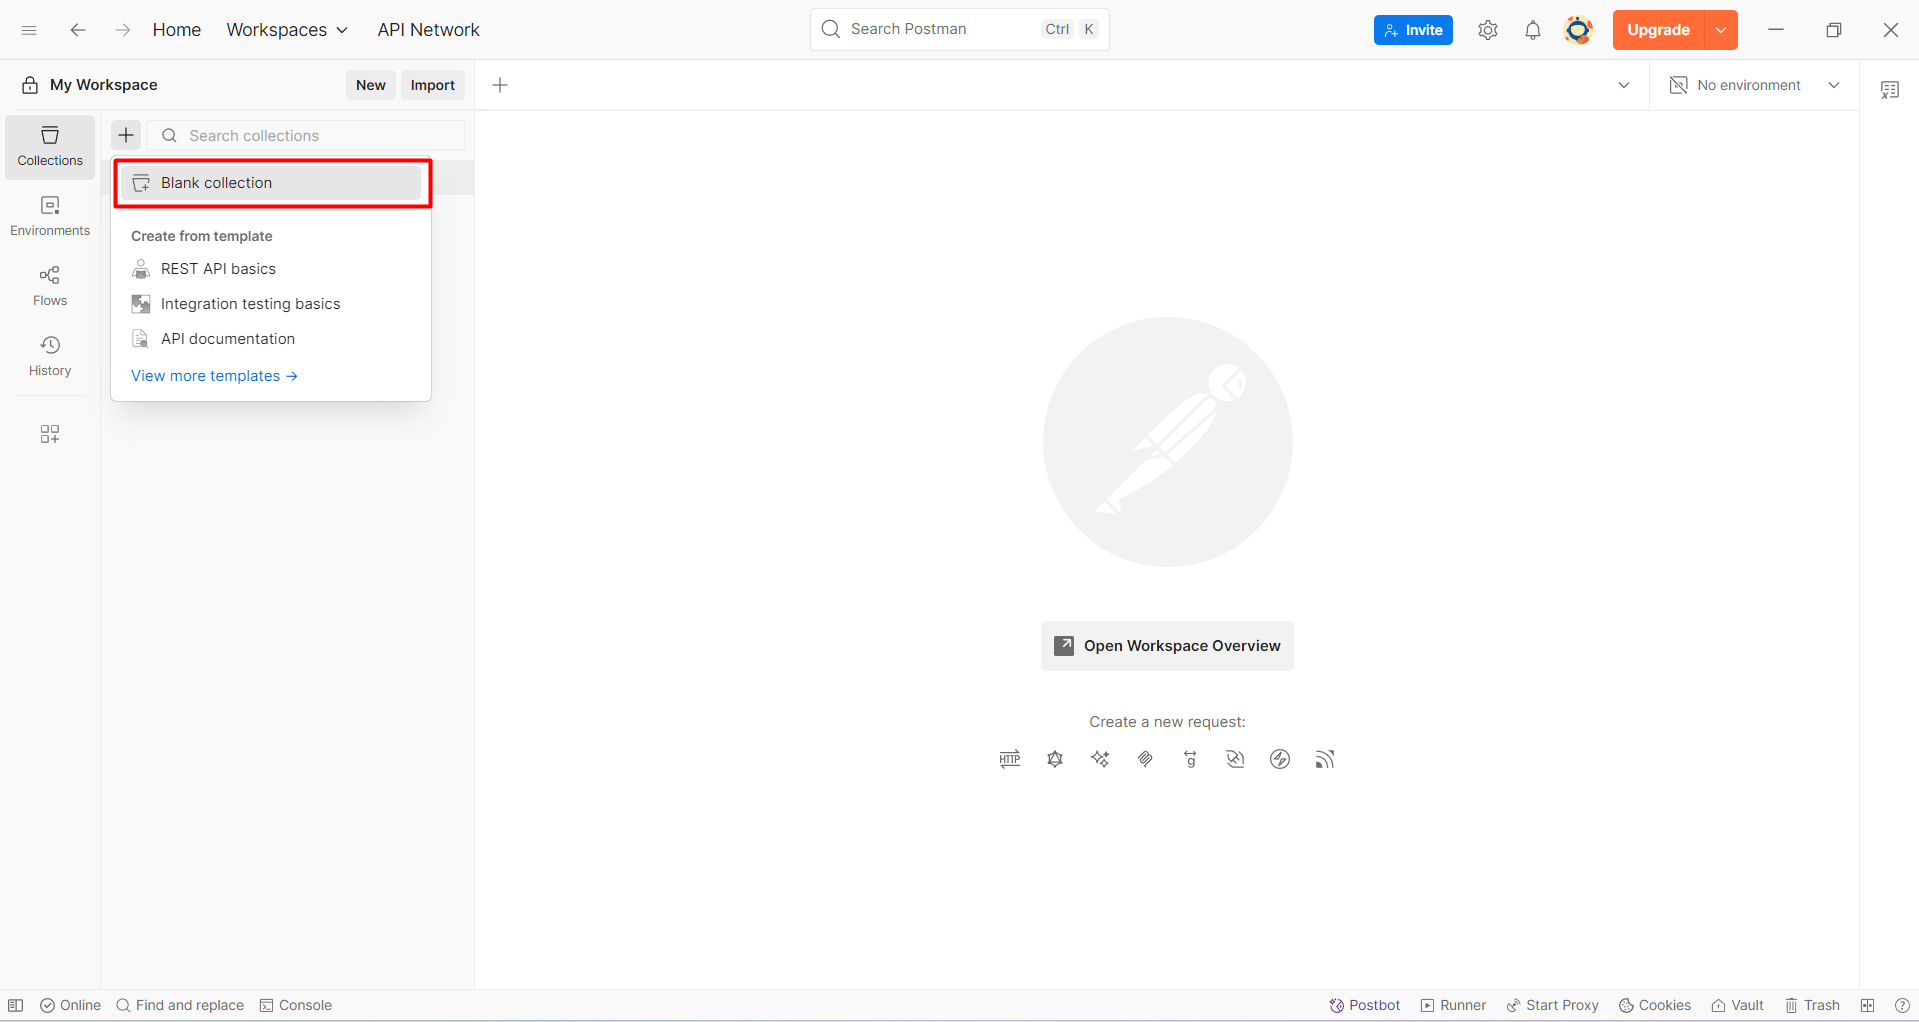 Home Workspaces API Network
Search Postman Ctrl K
Invite
Upgrade
My Workspace New Import
No environment
Collections
Search collections
Blank collection
Create from template
REST API basics
Integration testing basics
API documentation
View more templates →
Environments
Flows
History
Open Workspace Overview
Create a new request:
HTTP g
Online Find and replace Console
Postbot Runner Start Proxy Cookies Vault Trash